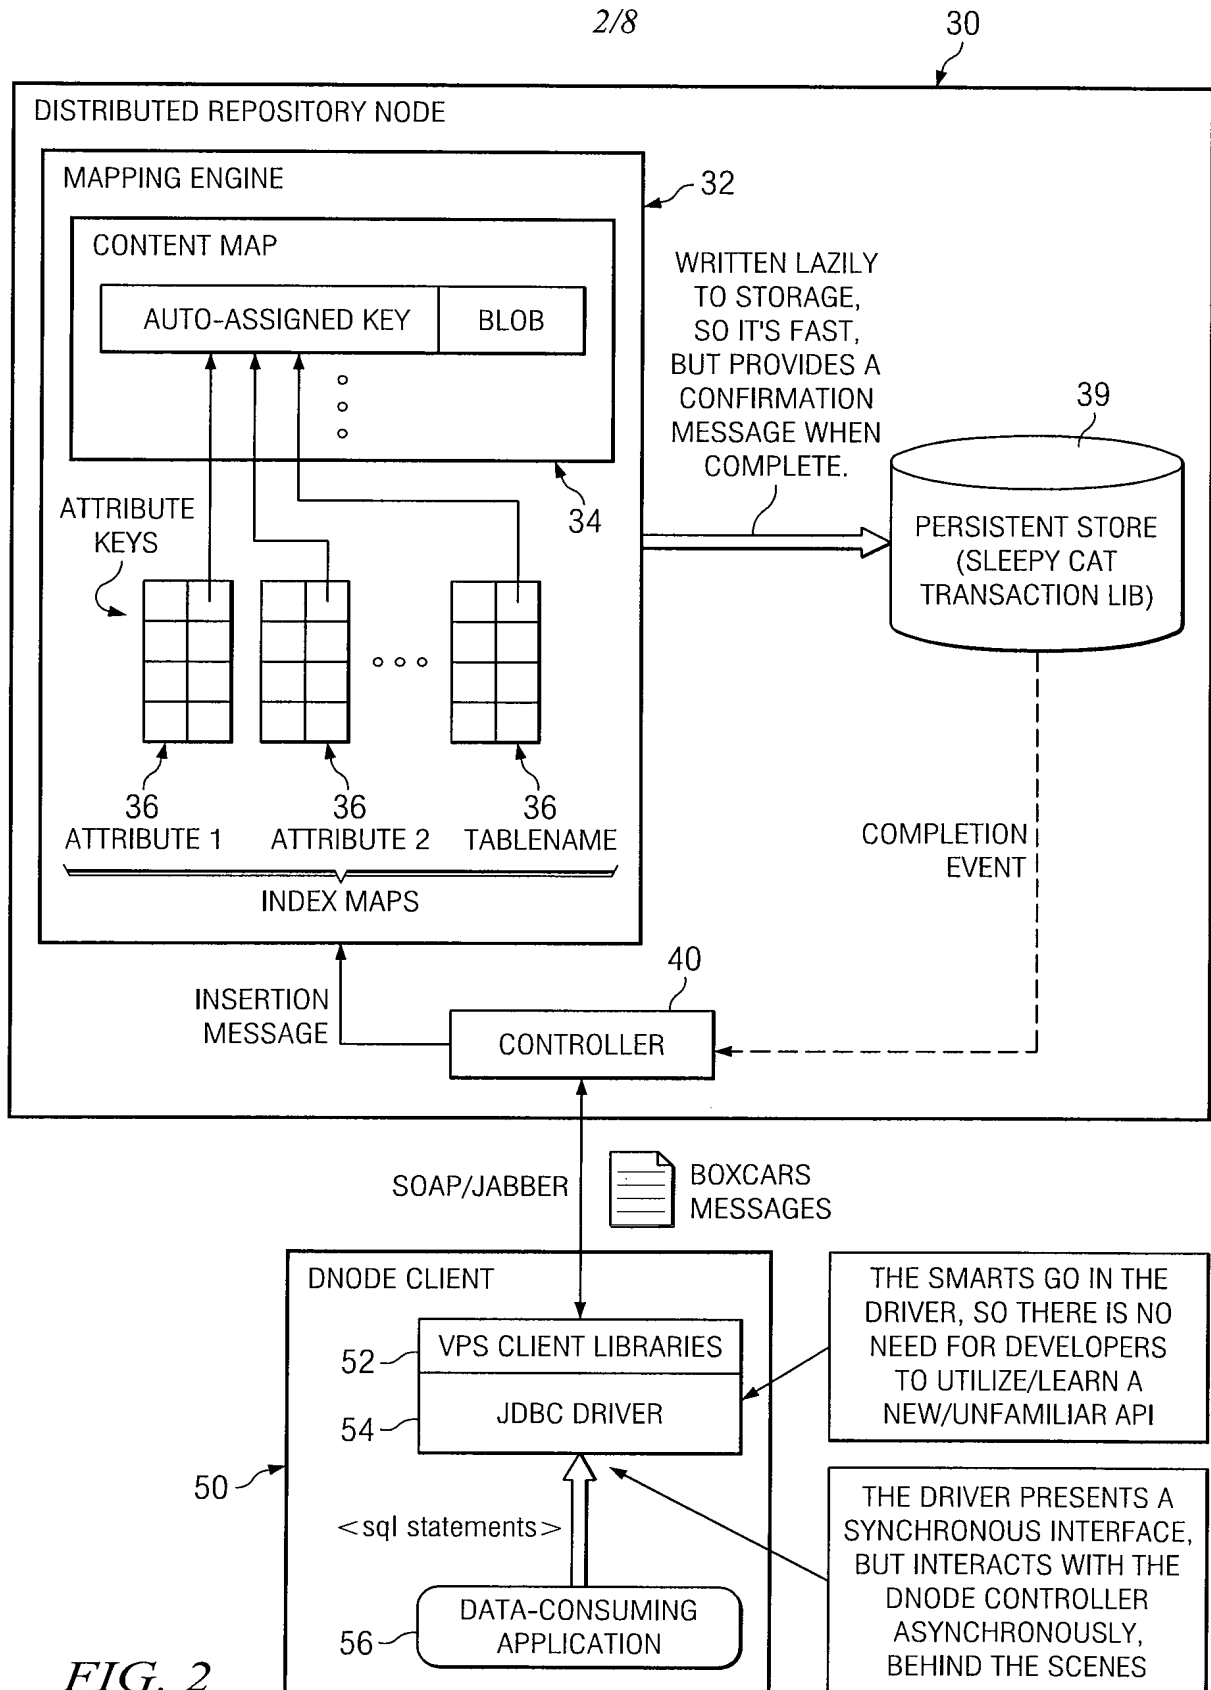 2/8
30
DISTRIBUTED REPOSITORY NODE
MAPPING ENGINE
32
CONTENT MAP
AUTO-ASSIGNED KEY
BLOB
34
WRITTEN LAZILY
TO STORAGE,
SO IT'S FAST,
BUT PROVIDES A
CONFIRMATION
MESSAGE WHEN
COMPLETE.
39
PERSISTENT STORE
(SLEEPY CAT
TRANSACTION LIB)
ATTRIBUTE
KEYS
36
36
36
ATTRIBUTE 1
ATTRIBUTE 2
TABLENAME
INDEX MAPS
COMPLETION
EVENT
INSERTION
MESSAGE
40
CONTROLLER
SOAP/JABBER
BOXCARS
MESSAGES
DNODE CLIENT
52
VPS CLIENT LIBRARIES
54
JDBC DRIVER
50
<sql statements>
56
DATA-CONSUMING
APPLICATION
THE SMARTS GO IN THE
DRIVER, SO THERE IS NO
NEED FOR DEVELOPERS
TO UTILIZE/LEARN A
NEW/UNFAMILIAR API
THE DRIVER PRESENTS A
SYNCHRONOUS INTERFACE,
BUT INTERACTS WITH THE
DNODE CONTROLLER
ASYNCHRONOUSLY,
BEHIND THE SCENES
FIG. 2